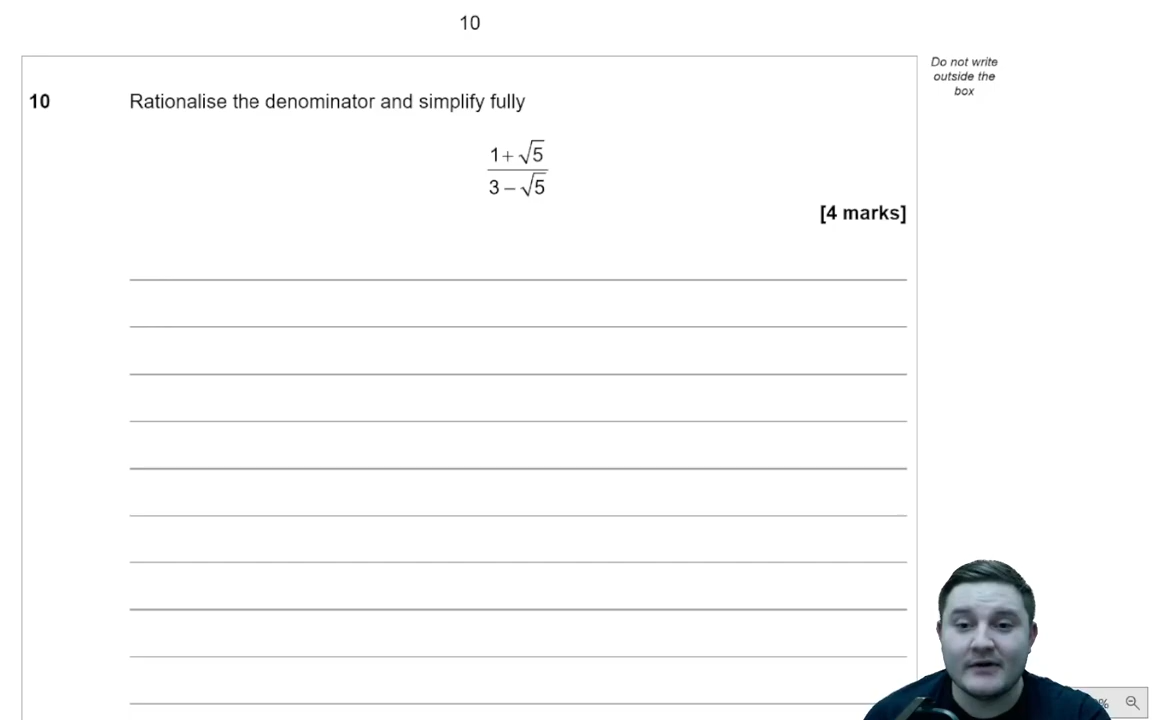 10
Do not write
outside the
box
10 Rationalise the denominator and simplify fully
1 + √5
3 – √5
[4 marks]
%